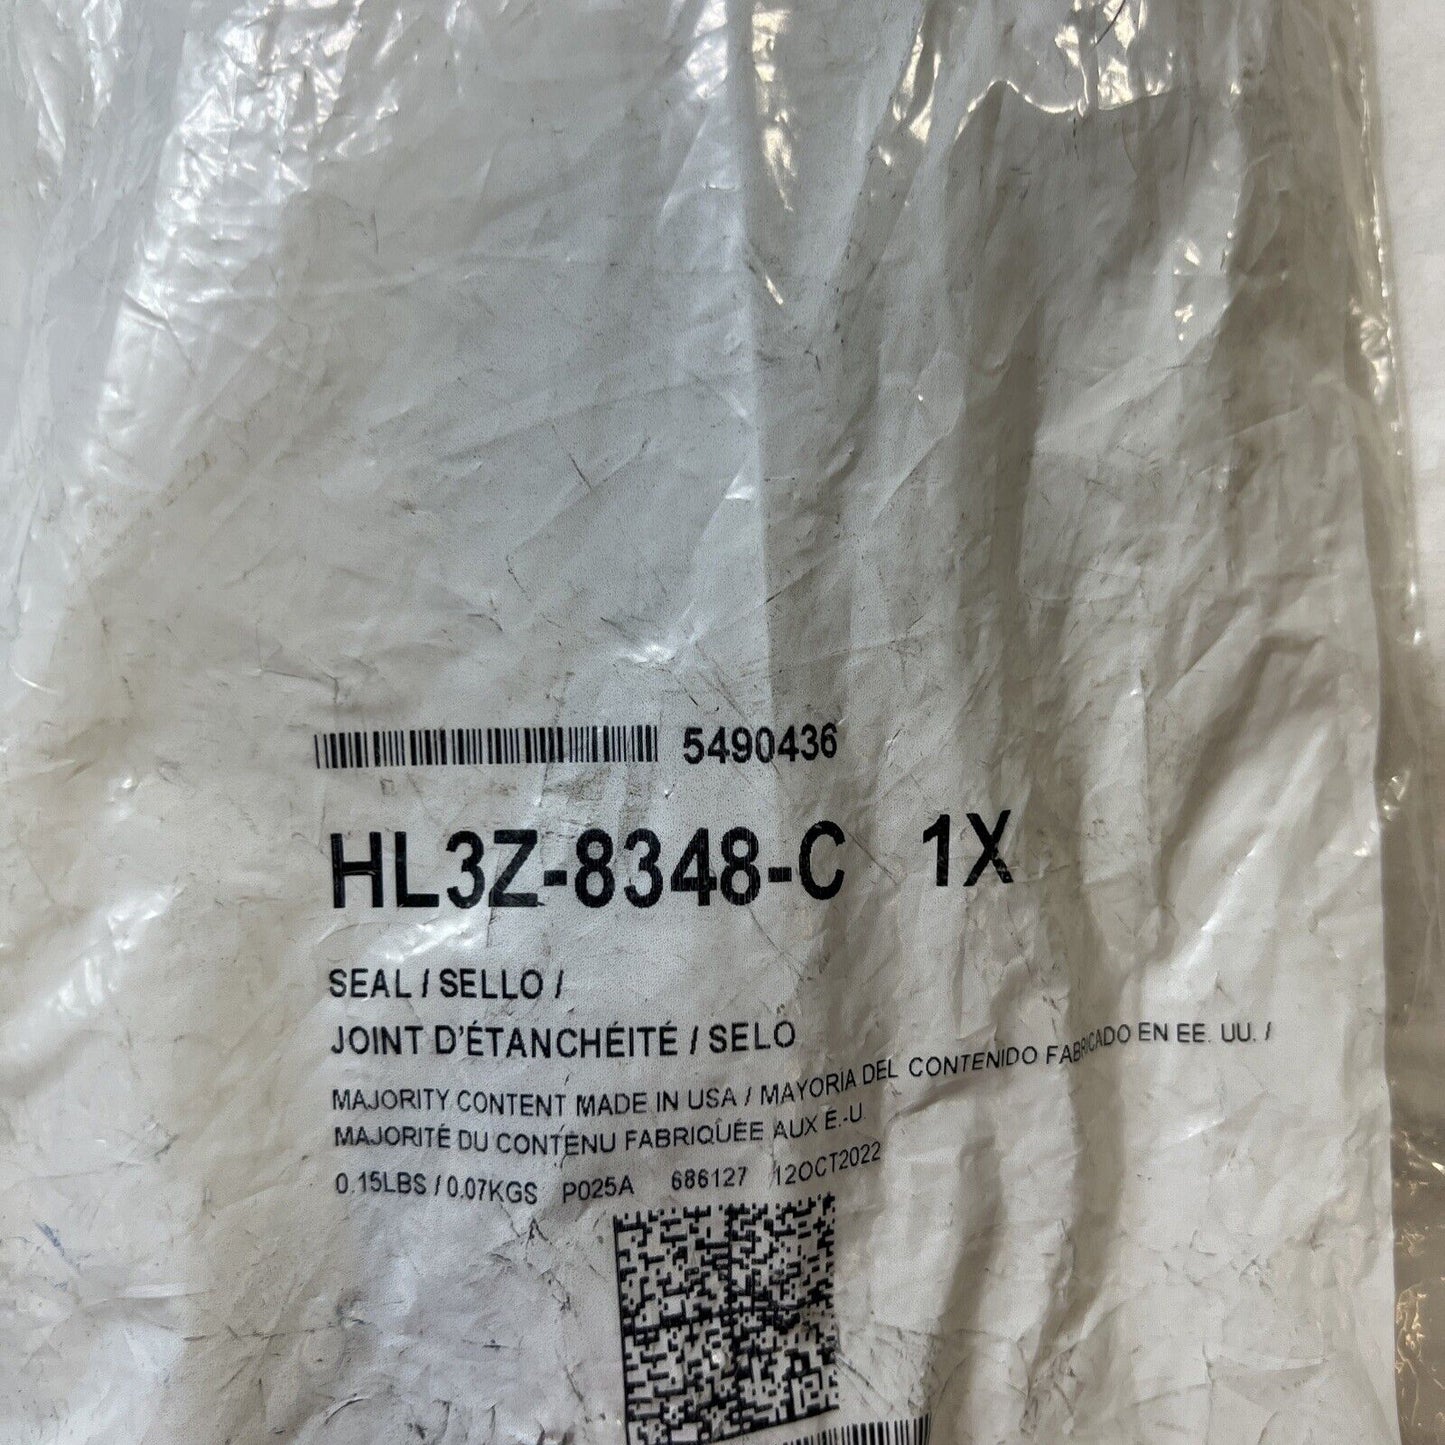 5490436
HL3Z-8348-C 1X
SEAL / SELLO /
JOINT D'ÉTANCHÉITÉ / SELO
MAJORITY CONTENT MADE IN USA / MAYORÍA DEL CONTENIDO FABRICADO EN EE. UU. /
MAJORITÉ DU CONTENU FABRIQUÉE AUX É.-U
0.15LBS / 0.07KGS P025A 686127 12OCT2022